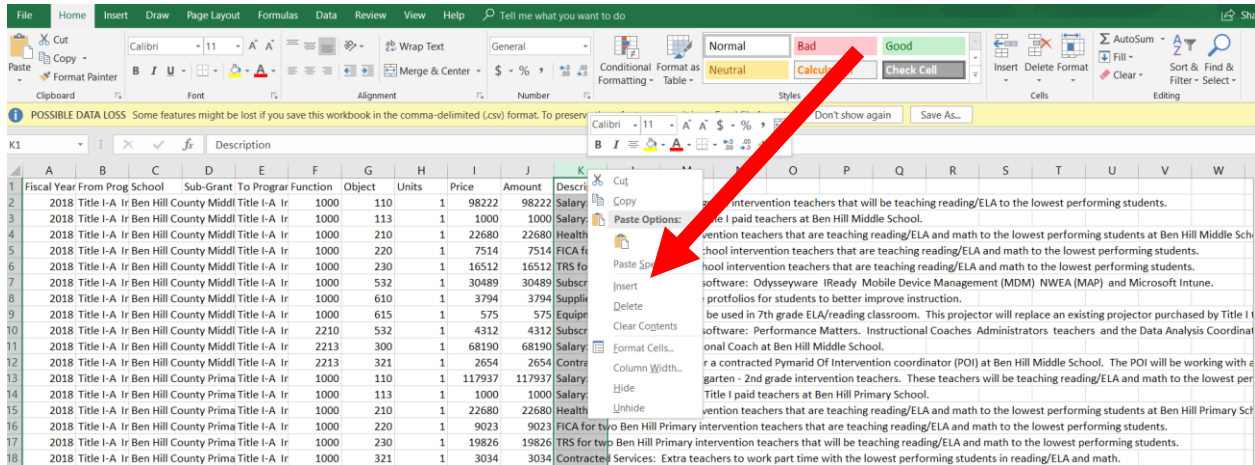 File Home Insert Draw Page Layout Formulas Data Review View Help Tell me what you want to do
Cut
Copy
Format Painter
Paste
Clipboard
Calibri 11
B I U
Font
Wrap Text
Merge & Center
Alignment
General
$ % ,
Number
Conditional Formatting
Format as Table
Normal Bad Good
Neutral Check Cell
Styles
Insert Delete Format
Cells
AutoSum
Fill
Clear
Sort & Filter
Find & Select
Editing
POSSIBLE DATA LOSS Some features might be lost if you save this workbook in the comma-delimited (.csv) format. To Don't show again Save As...
Calibri 11 A A $ % ,
B I A
K1 fx Description
A B C D E F G H I J K O P Q R S T U V W
1 Fiscal Year From Prog School Sub-Grant To Prograr Function Object Units Price Amount
2 2018 Title I-A Ir Ben Hill County Middl Title I-A Ir 1000 110 1 98222 98222 Salary: intervention teachers that will be teaching reading/ELA to the lowest performing students.
3 2018 Title I-A Ir Ben Hill County Middl Title I-A Ir 1000 113 1 1000 1000 Salary: I paid teachers at Ben Hill Middle School.
4 2018 Title I-A Ir Ben Hill County Middl Title I-A Ir 1000 210 1 22680 22680 Health teachers that are teaching reading/ELA and math to the lowest performing students at Ben Hill Middle Sch
5 2018 Title I-A Ir Ben Hill County Middl Title I-A Ir 1000 220 1 7514 7514 FICA intervention teachers that are teaching reading/ELA and math to the lowest performing students.
6 2018 Title I-A Ir Ben Hill County Middl Title I-A Ir 1000 230 1 16512 16512 TRS fo intervention teachers that are teaching reading/ELA and math to the lowest performing students.
7 2018 Title I-A Ir Ben Hill County Middl Title I-A Ir 1000 532 1 30489 30489 Subscr software: Odysseyware IReady Mobile Device Management (MDM) NWEA (MAP) and Microsoft Intune.
8 2018 Title I-A Ir Ben Hill County Middl Title I-A Ir 1000 610 1 3794 3794 Supplie protfolios for students to better improve instruction.
9 2018 Title I-A Ir Ben Hill County Middl Title I-A Ir 1000 615 1 575 575 Equipn be used in 7th grade ELA/reading classroom. This projector will replace an existing projector purchased by Title I
10 2018 Title I-A Ir Ben Hill County Middl Title I-A Ir 2210 532 1 4312 4312 Subscr software: Performance Matters. Instructional Coaches Administrators teachers and the Data Analysis Coordinat
11 2018 Title I-A Ir Ben Hill County Middl Title I-A Ir 2213 300 1 68190 68190 Salary: onal Coach at Ben Hill Middle School.
12 2018 Title I-A Ir Ben Hill County Middl Title I-A Ir 2213 321 1 2654 2654 Contra r a contracted Pymarid Of Intervention coordinator (POI) at Ben Hill Middle School. The POI will be working with a
13 2018 Title I-A Ir Ben Hill County Prima Title I-A Ir 1000 110 1 117937 117937 Salary: garten - 2nd grade intervention teachers. These teachers will be teaching reading/ELA and math to the lowest per
14 2018 Title I-A Ir Ben Hill County Prima Title I-A Ir 1000 113 1 1000 1000 Salary: Title I paid teachers at Ben Hill Primary School.
15 2018 Title I-A Ir Ben Hill County Prima Title I-A Ir 1000 210 1 22680 22680 Health vention teachers that are teaching reading/ELA and math to the lowest performing students at Ben Hill Primary Sch
16 2018 Title I-A Ir Ben Hill County Prima Title I-A Ir 1000 220 1 9023 9023 FICA for two Ben Hill Primary intervention teachers that are teaching reading/ELA and math to the lowest performing students.
17 2018 Title I-A Ir Ben Hill County Prima Title I-A Ir 1000 230 1 19826 19826 TRS for two Ben Hill Primary intervention teachers that will be teaching reading/ELA and math to the lowest performing students.
18 2018 Title I-A Ir Ben Hill County Prima Title I-A Ir 1000 321 1 3034 3034 Contracted Services: Extra teachers to work part time with the lowest performing students in reading/ELA and math.
Cut
Copy
Paste Options:
Paste
Insert
Delete
Clear Contents
Format Cells...
Column Width...
Hide
Unhide